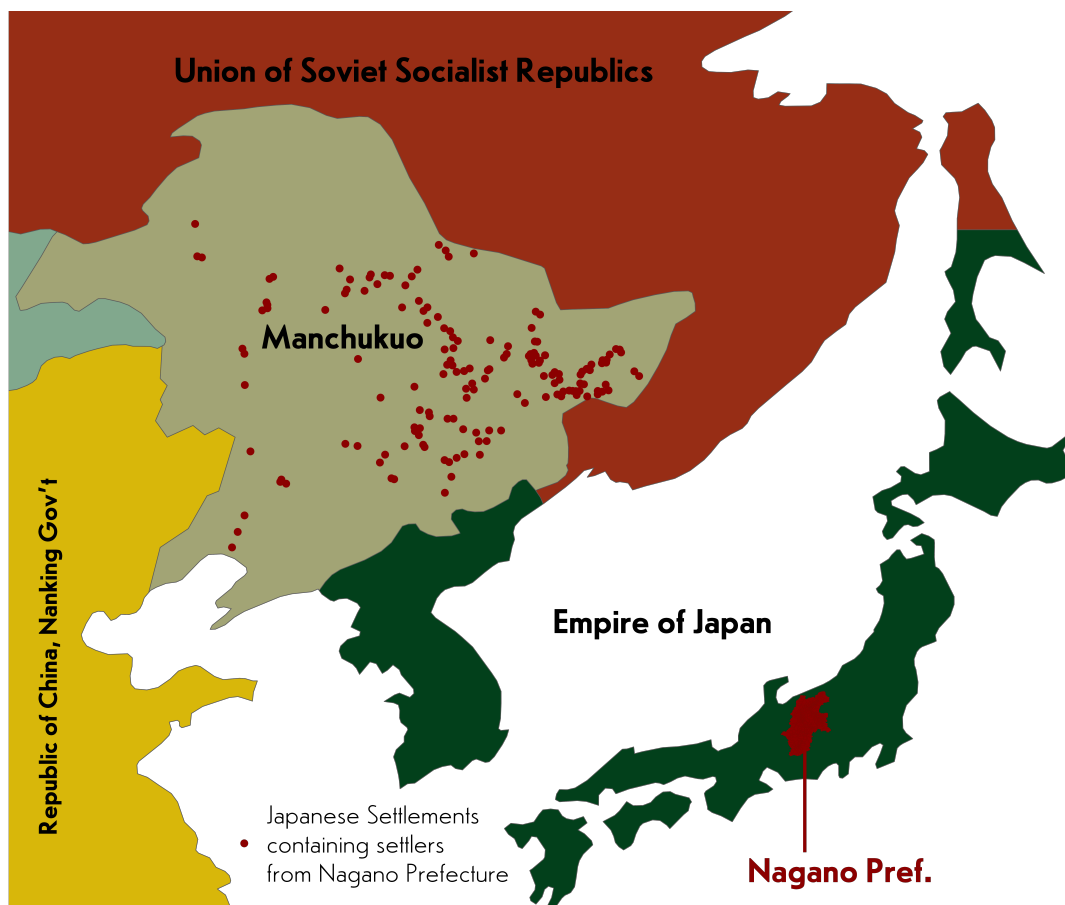 Union of Soviet Socialist Republics
Manchukuo
Republic of China, Nanking Gov't
Empire of Japan
Japanese Settlements
containing settlers
from Nagano Prefecture
Nagano Pref.